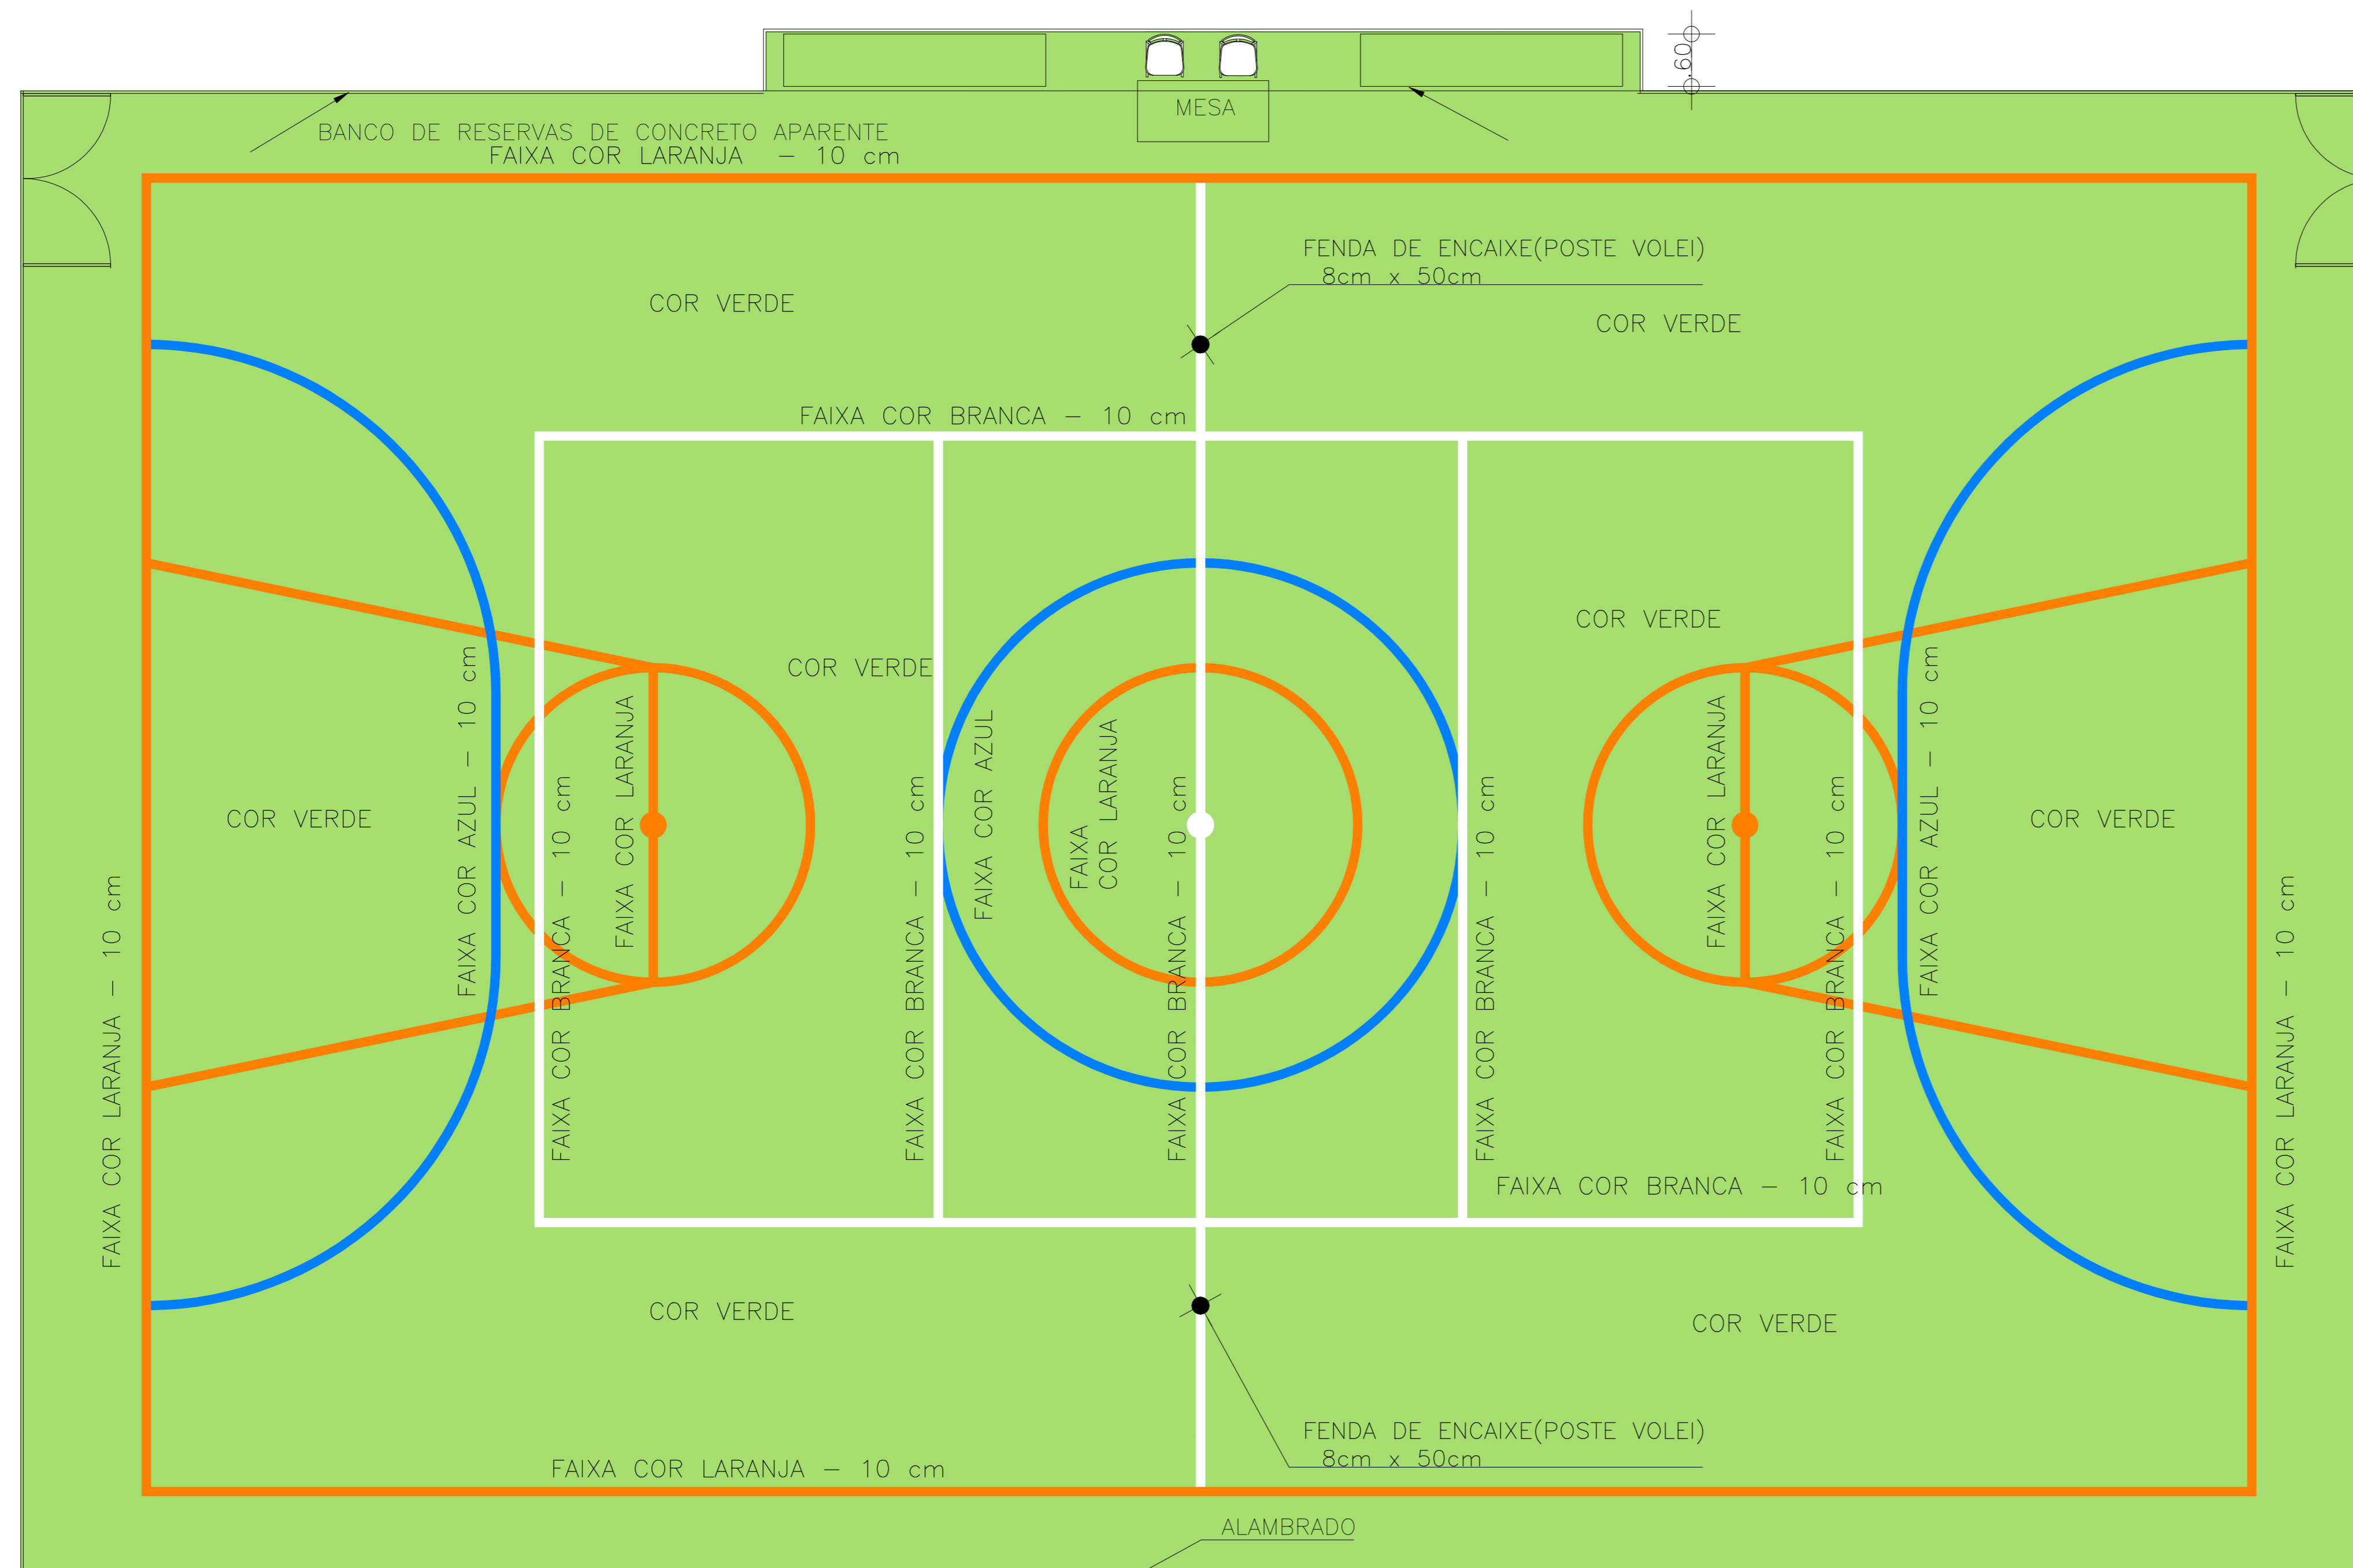 .60
MESA
BANCO DE RESERVAS DE CONCRETO APARENTE
FAIXA COR LARANJA - 10 cm
FENDA DE ENCAIXE(POSTE VOLEI)
8cm x 50cm
COR VERDE
COR VERDE
FAIXA COR BRANCA - 10 cm
COR VERDE
COR VERDE
COR VERDE
COR VERDE
FAIXA COR LARANJA - 10 cm
FAIXA COR AZUL - 10 cm
FAIXA COR BRANCA - 10 cm
FAIXA COR LARANJA
FAIXA COR BRANCA - 10 cm
FAIXA COR AZUL
FAIXA
COR LARANJA
FAIXA COR BRANCA - 10 cm
FAIXA COR BRANCA - 10 cm
FAIXA COR LARANJA
FAIXA COR BRANCA - 10 cm
FAIXA COR AZUL - 10 cm
FAIXA COR LARANJA - 10 cm
FAIXA COR BRANCA - 10 cm
COR VERDE
COR VERDE
FENDA DE ENCAIXE(POSTE VOLEI)
8cm x 50cm
FAIXA COR LARANJA - 10 cm
ALAMBRADO